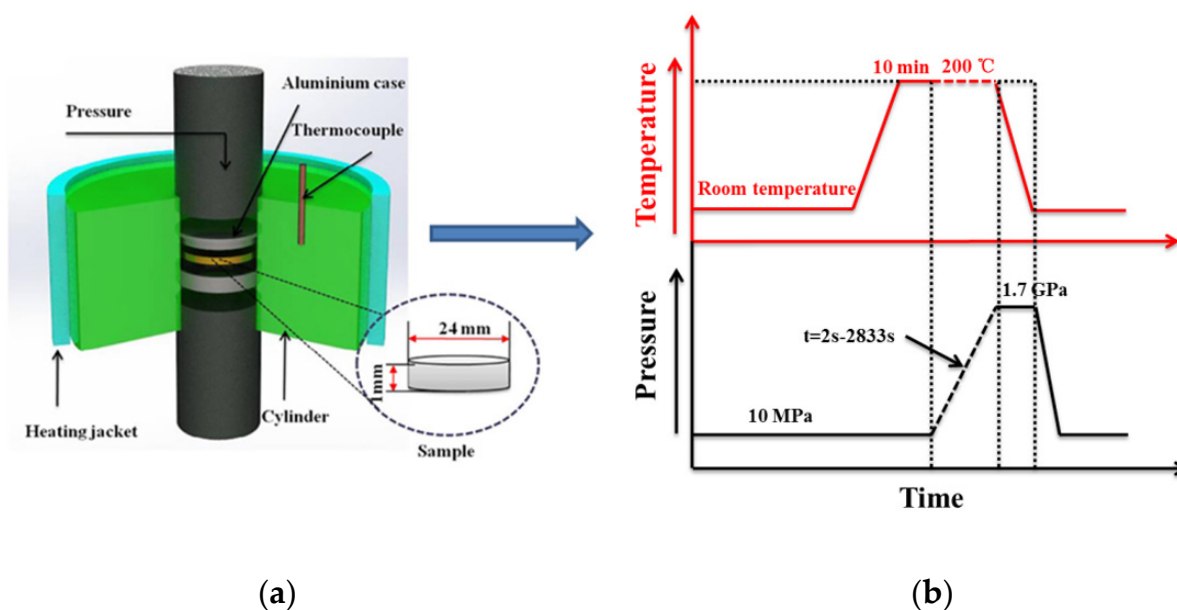 Aluminium case
Pressure
Thermocouple
24 mm
1mm
Cylinder
Heating jacket
Sample
(a)
Temperature
10 min
200 ℃
Room temperature
Pressure
1.7 GPa
t=2s-2833s
10 MPa
Time
(b)